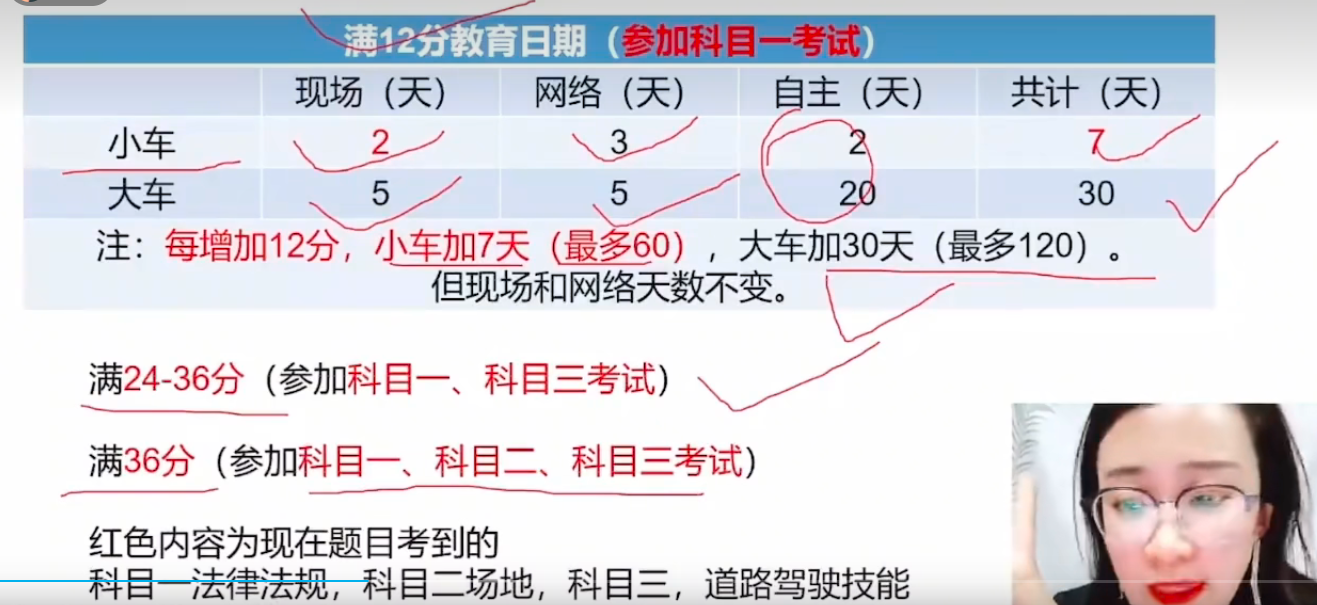 满12分教育日期（参加科目一考试）
现场（天） 网络（天） 自主（天） 共计（天）
小车 2 3 2 7
大车 5 5 20 30
注：每增加12分，小车加7天（最多60），大车加30天（最多120）。
但现场和网络天数不变。
满24-36分（参加科目一、科目三考试）
满36分（参加科目一、科目二、科目三考试）
红色内容为现在题目考到的
科目一法律法规，科目二场地，科目三，道路驾驶技能